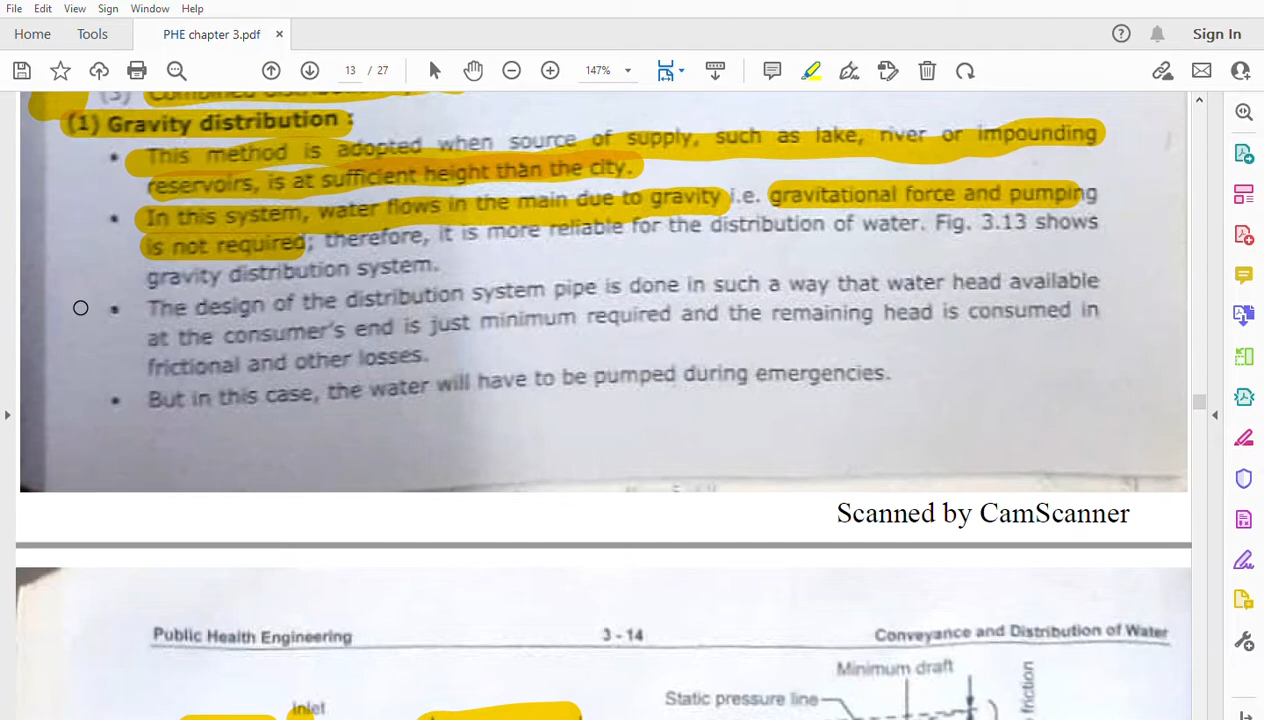 File Edit View Sign Window Help
Home Tools PHE chapter 3.pdf × Sign In
13 / 27 147%
(3) Combined
(1) Gravity distribution :
• This method is adopted when source of supply, such as lake, river or impounding
reservoirs, is at sufficient height than the city.
• In this system, water flows in the main due to gravity i.e. gravitational force and pumping
is not required; therefore, it is more reliable for the distribution of water. Fig. 3.13 shows
gravity distribution system.
• The design of the distribution system pipe is done in such a way that water head available
at the consumer's end is just minimum required and the remaining head is consumed in
frictional and other losses.
• But in this case, the water will have to be pumped during emergencies.
Scanned by CamScanner
Public Health Engineering 3 - 14 Conveyance and Distribution of Water
Minimum draft
Static pressure line
friction
inlet